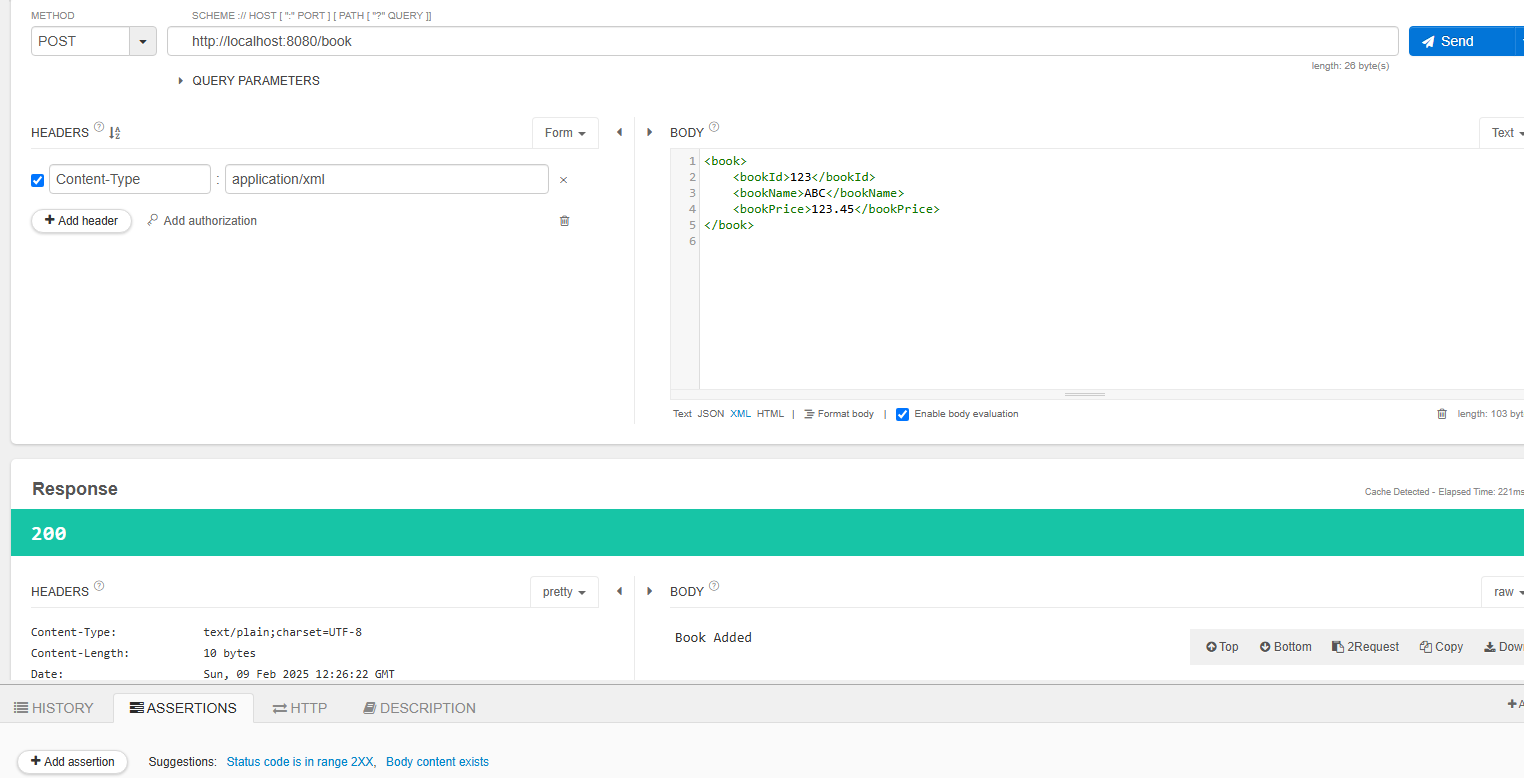 METHOD SCHEME :// HOST [ ":" PORT ] [ PATH [ "?" QUERY ]]
POST http://localhost:8080/book Send
length: 26 byte(s)
QUERY PARAMETERS
HEADERS ? Form
BODY ? Text
Content-Type : application/xml ×
+ Add header Add authorization
1 <book>
2     <bookId>123</bookId>
3     <bookName>ABC</bookName>
4     <bookPrice>123.45</bookPrice>
5 </book>
6
Text JSON XML HTML | Format body | Enable body evaluation length: 103 byt
Response
Cache Detected - Elapsed Time: 221ms
200
HEADERS ? pretty
BODY ? raw
Content-Type: text/plain;charset=UTF-8
Content-Length: 10 bytes
Date: Sun, 09 Feb 2025 12:26:22 GMT
Book Added
Top Bottom 2Request Copy Dow
HISTORY ASSERTIONS HTTP DESCRIPTION + A
+ Add assertion Suggestions: Status code is in range 2XX, Body content exists